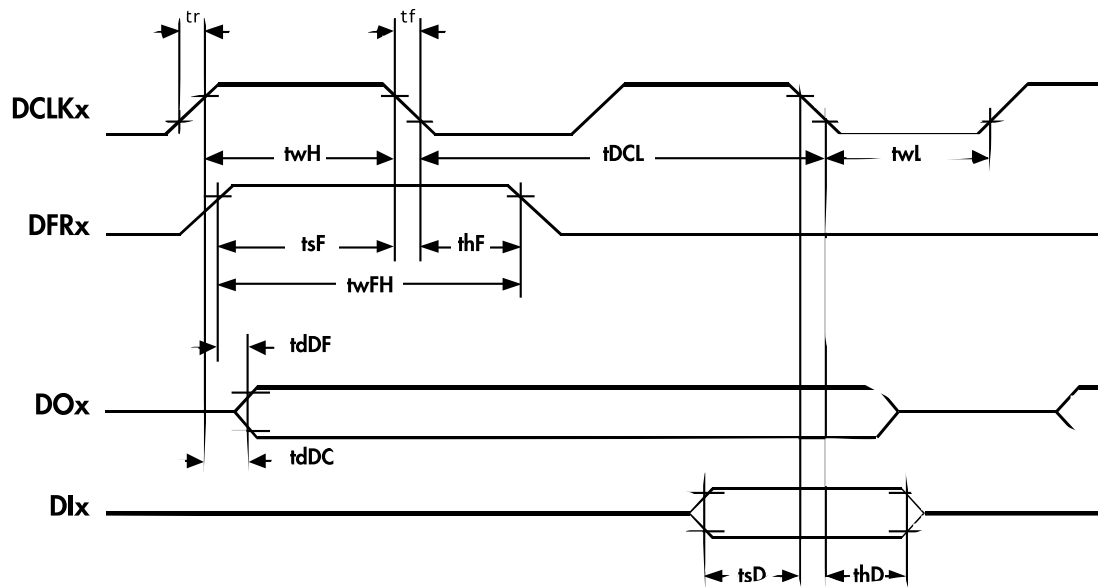 tr
tf
DCLKx
twH
tDCL
twL
DFRx
tsF
thF
twFH
tdDF
DOx
tdDC
DIx
tsD
thD